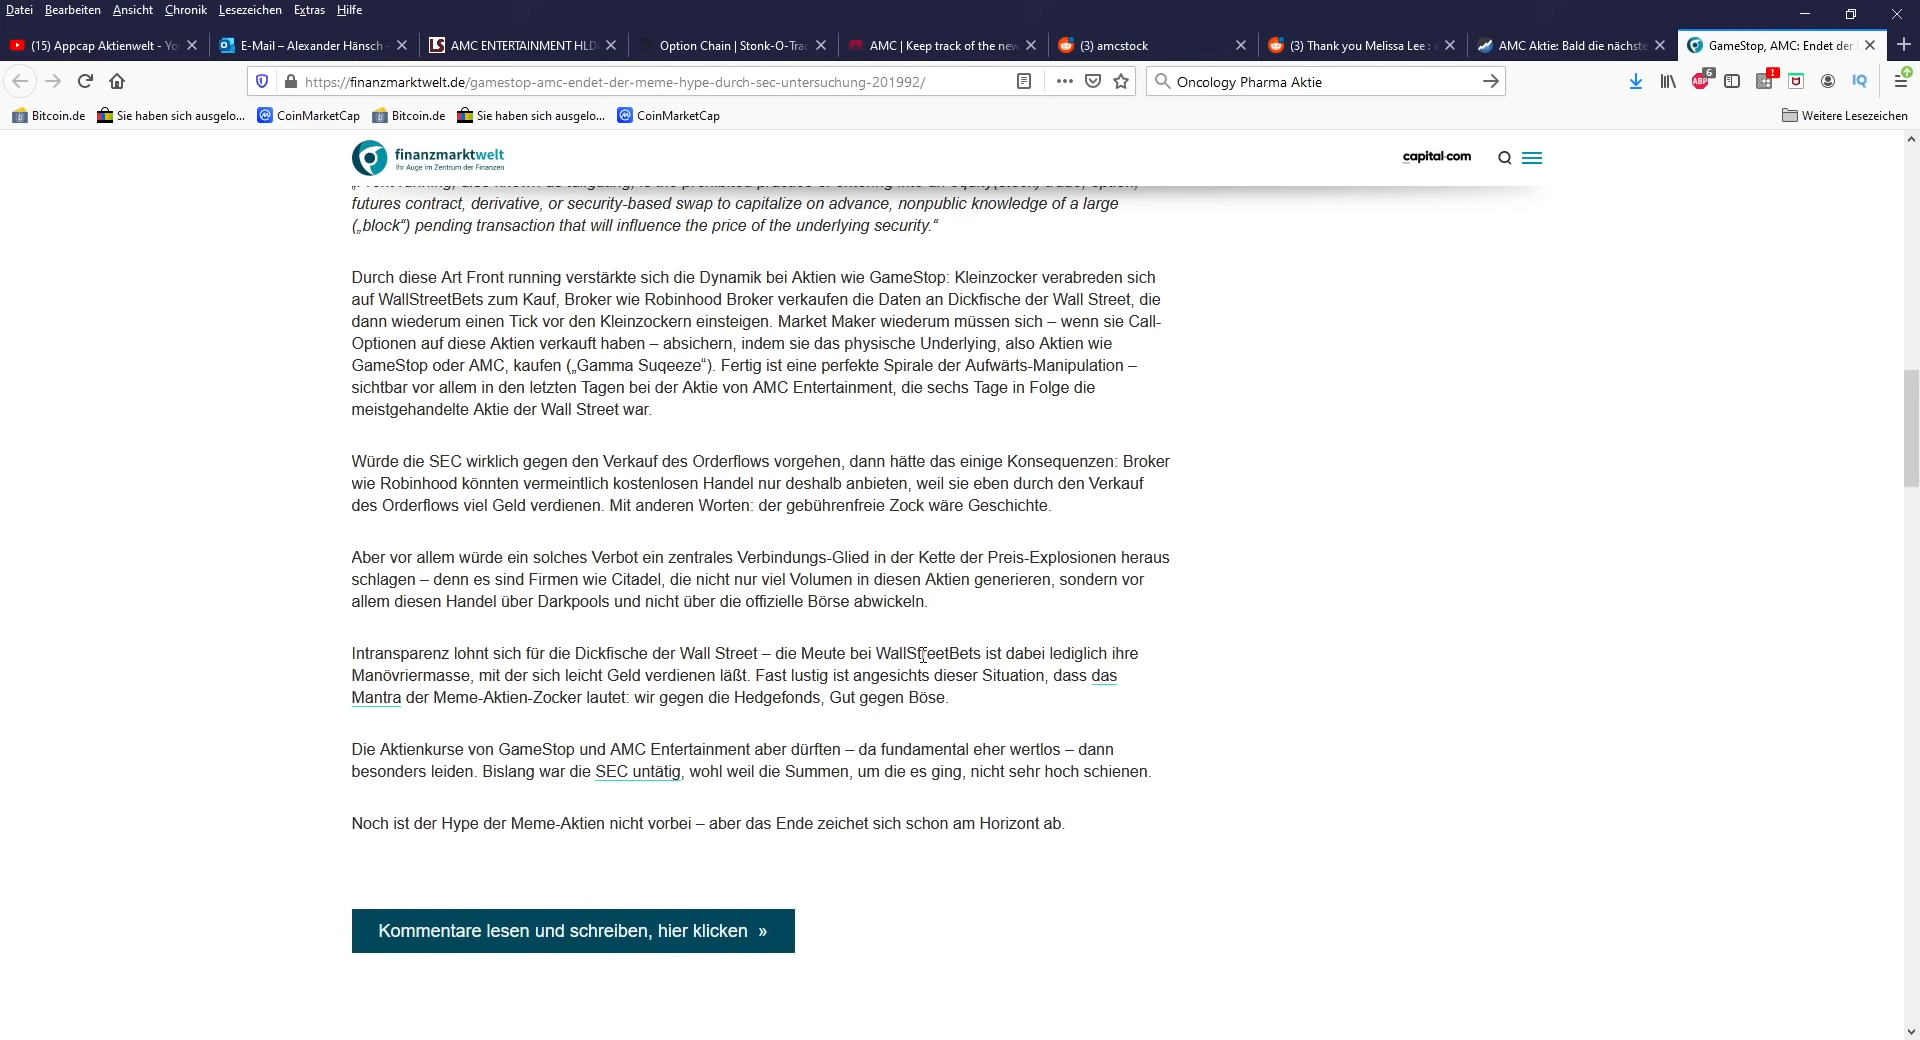 Datei Bearbeiten Ansicht Chronik Lesezeichen Extras Hilfe
(15) Appcap Aktienwelt - Yo
E-Mail – Alexander Hänsch -
AMC ENTERTAINMENT HLD
Option Chain | Stonk-O-Trac
AMC | Keep track of the new
(3) amcstock
(3) Thank you Melissa Lee : a
AMC Aktie: Bald die nächste
GameStop, AMC: Endet der
https://finanzmarktwelt.de/gamestop-amc-endet-der-meme-hype-durch-sec-untersuchung-201992/
Oncology Pharma Aktie
ABP 6
IQ
Bitcoin.de Sie haben sich ausgelo... CoinMarketCap Bitcoin.de Sie haben sich ausgelo... CoinMarketCap Weitere Lesezeichen
finanzmarktwelt
Ihr Auge im Zentrum der Finanzen
capital.com
„Front running, also known as tailgating, is the prohibited practice of entering into an equity(stock) trade, option,
futures contract, derivative, or security-based swap to capitalize on advance, nonpublic knowledge of a large
(„block“) pending transaction that will influence the price of the underlying security.“
Durch diese Art Front running verstärkte sich die Dynamik bei Aktien wie GameStop: Kleinzocker verabreden sich
auf WallStreetBets zum Kauf, Broker wie Robinhood Broker verkaufen die Daten an Dickfische der Wall Street, die
dann wiederum einen Tick vor den Kleinzockern einsteigen. Market Maker wiederum müssen sich – wenn sie Call-
Optionen auf diese Aktien verkauft haben – absichern, indem sie das physische Underlying, also Aktien wie
GameStop oder AMC, kaufen („Gamma Suqeeze“). Fertig ist eine perfekte Spirale der Aufwärts-Manipulation –
sichtbar vor allem in den letzten Tagen bei der Aktie von AMC Entertainment, die sechs Tage in Folge die
meistgehandelte Aktie der Wall Street war.
Würde die SEC wirklich gegen den Verkauf des Orderflows vorgehen, dann hätte das einige Konsequenzen: Broker
wie Robinhood könnten vermeintlich kostenlosen Handel nur deshalb anbieten, weil sie eben durch den Verkauf
des Orderflows viel Geld verdienen. Mit anderen Worten: der gebührenfreie Zock wäre Geschichte.
Aber vor allem würde ein solches Verbot ein zentrales Verbindungs-Glied in der Kette der Preis-Explosionen heraus
schlagen – denn es sind Firmen wie Citadel, die nicht nur viel Volumen in diesen Aktien generieren, sondern vor
allem diesen Handel über Darkpools und nicht über die offizielle Börse abwickeln.
Intransparenz lohnt sich für die Dickfische der Wall Street – die Meute bei WallStreetBets ist dabei lediglich ihre
Manövriermasse, mit der sich leicht Geld verdienen läßt. Fast lustig ist angesichts dieser Situation, dass das
Mantra der Meme-Aktien-Zocker lautet: wir gegen die Hedgefonds, Gut gegen Böse.
Die Aktienkurse von GameStop und AMC Entertainment aber dürften – da fundamental eher wertlos – dann
besonders leiden. Bislang war die SEC untätig, wohl weil die Summen, um die es ging, nicht sehr hoch schienen.
Noch ist der Hype der Meme-Aktien nicht vorbei – aber das Ende zeichet sich schon am Horizont ab.
Kommentare lesen und schreiben, hier klicken »